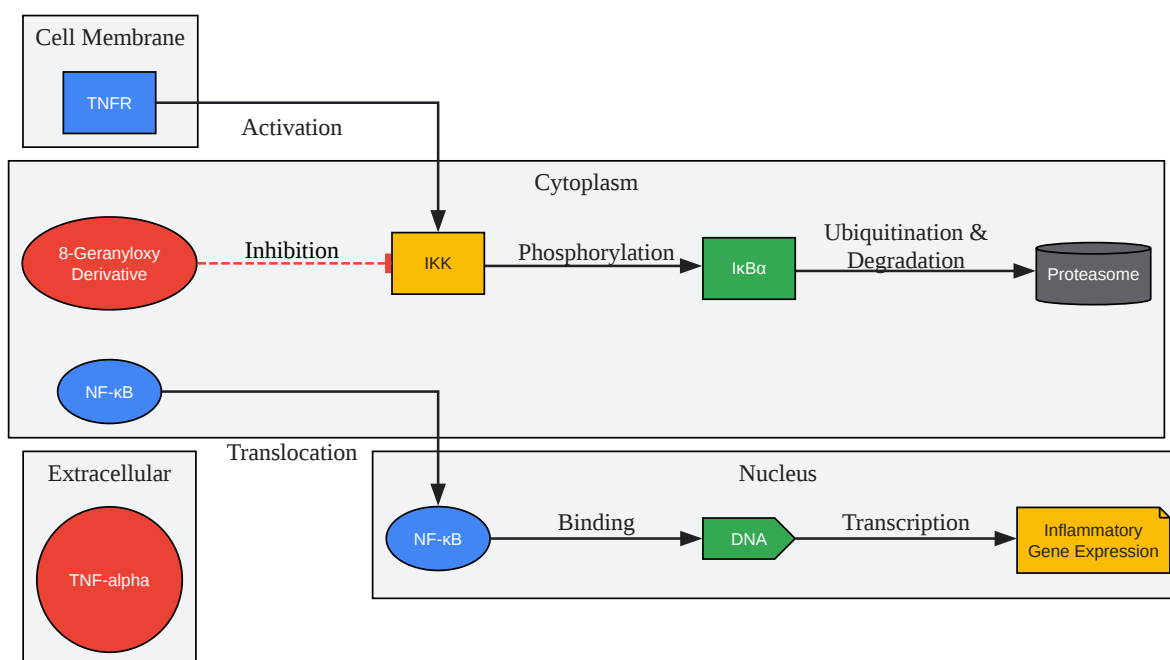 Cell Membrane
TNFR
Activation
Cytoplasm
8-Geranyloxy
Derivative
Inhibition
IKK
Phosphorylation
IκBα
Ubiquitination &
Degradation
Proteasome
NF-κB
Translocation
Extracellular
TNF-alpha
Nucleus
NF-κB
Binding
DNA
Transcription
Inflammatory
Gene Expression